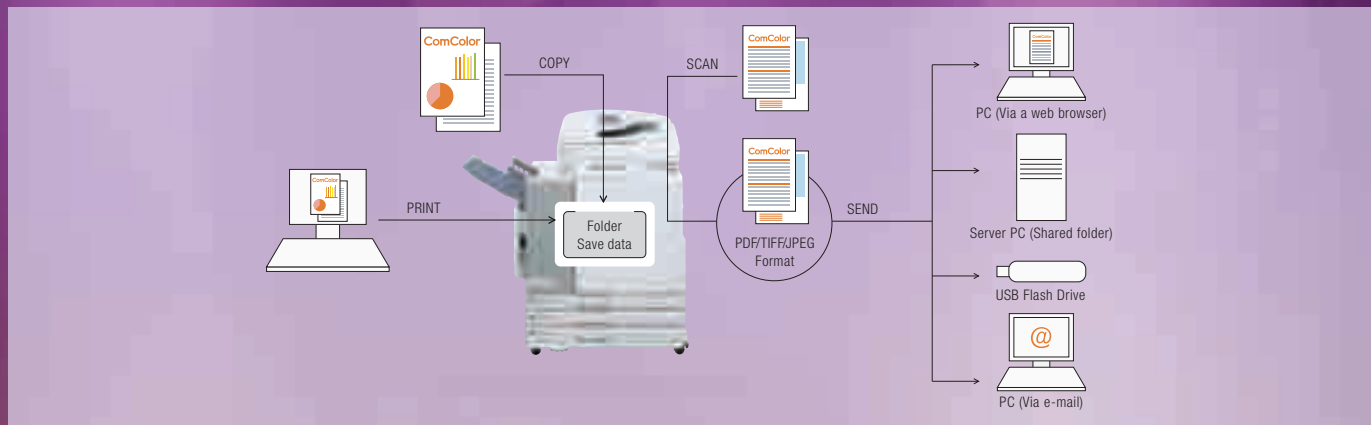 ComColor
COPY
SCAN
ComColor
PC (Via a web browser)
ComColor
PRINT
Folder
Save data
ComColor
PDF/TIFF/JPEG
Format
SEND
Server PC (Shared folder)
USB Flash Drive
@
PC (Via e-mail)
ComColor